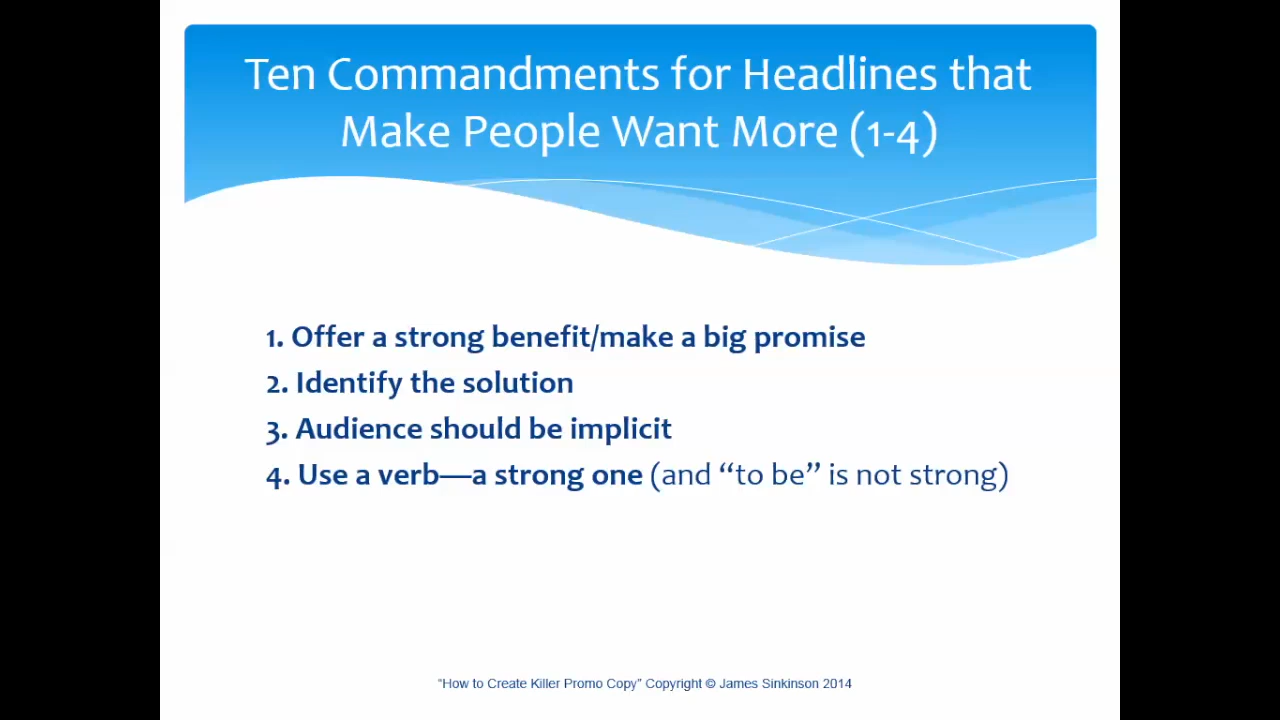 Ten Commandments for Headlines that
Make People Want More (1-4)
1. Offer a strong benefit/make a big promise
2. Identify the solution
3. Audience should be implicit
4. Use a verb—a strong one (and “to be” is not strong)
"How to Create Killer Promo Copy" Copyright © James Sinkinson 2014